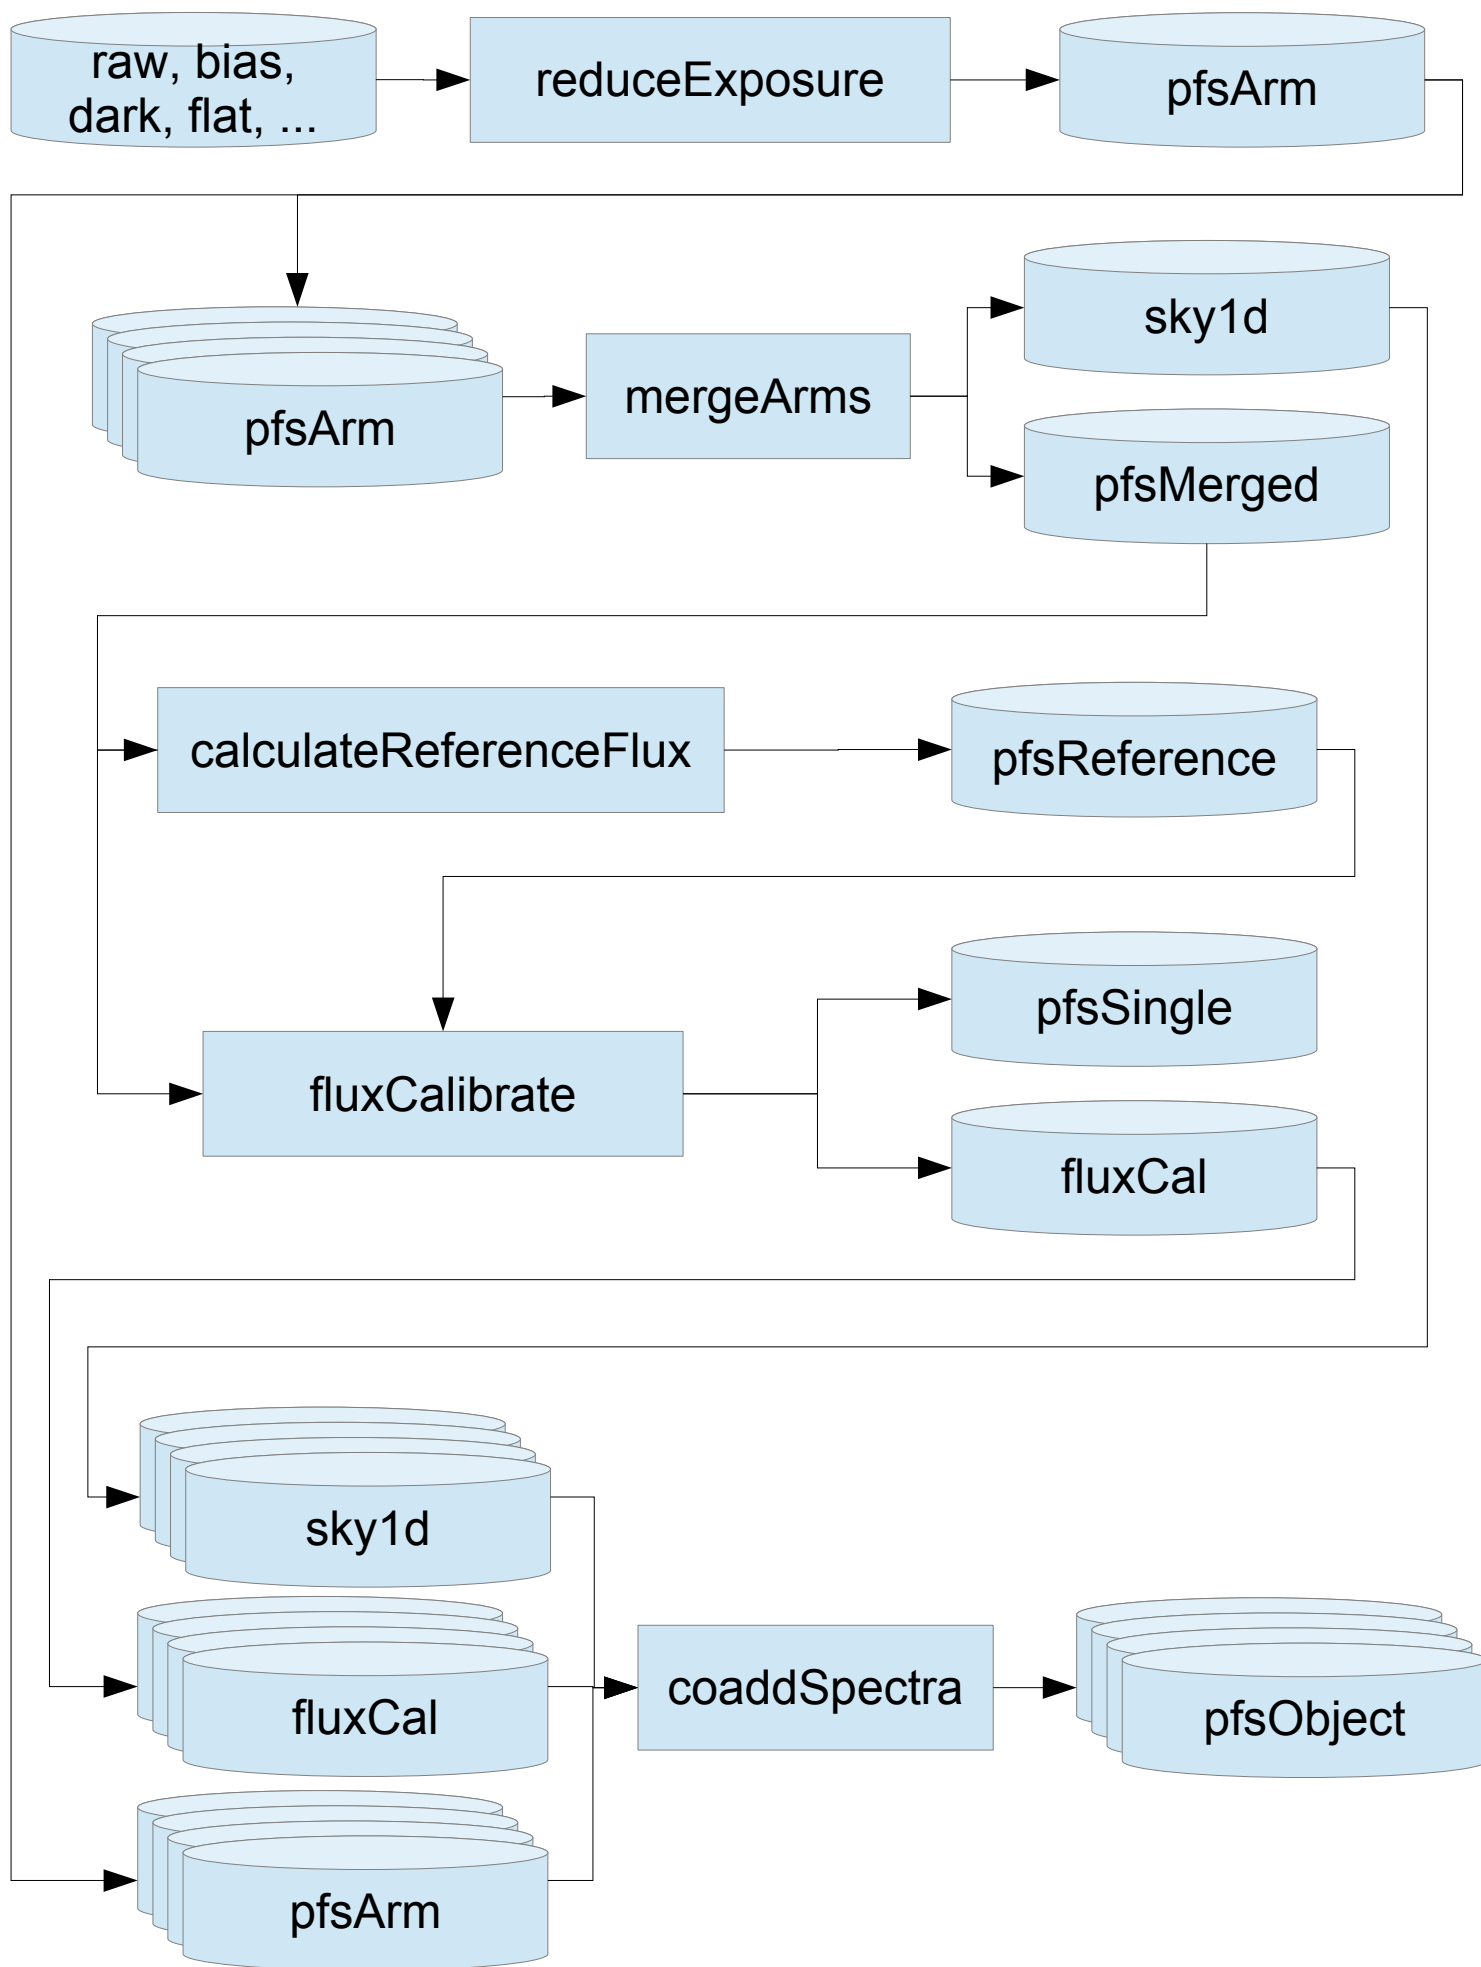 raw, bias,
dark, flat, ...
reduceExposure
pfsArm
pfsArm
mergeArms
sky1d
pfsMerged
calculateReferenceFlux
pfsReference
fluxCalibrate
pfsSingle
fluxCal
sky1d
fluxCal
coaddSpectra
pfsObject
pfsArm